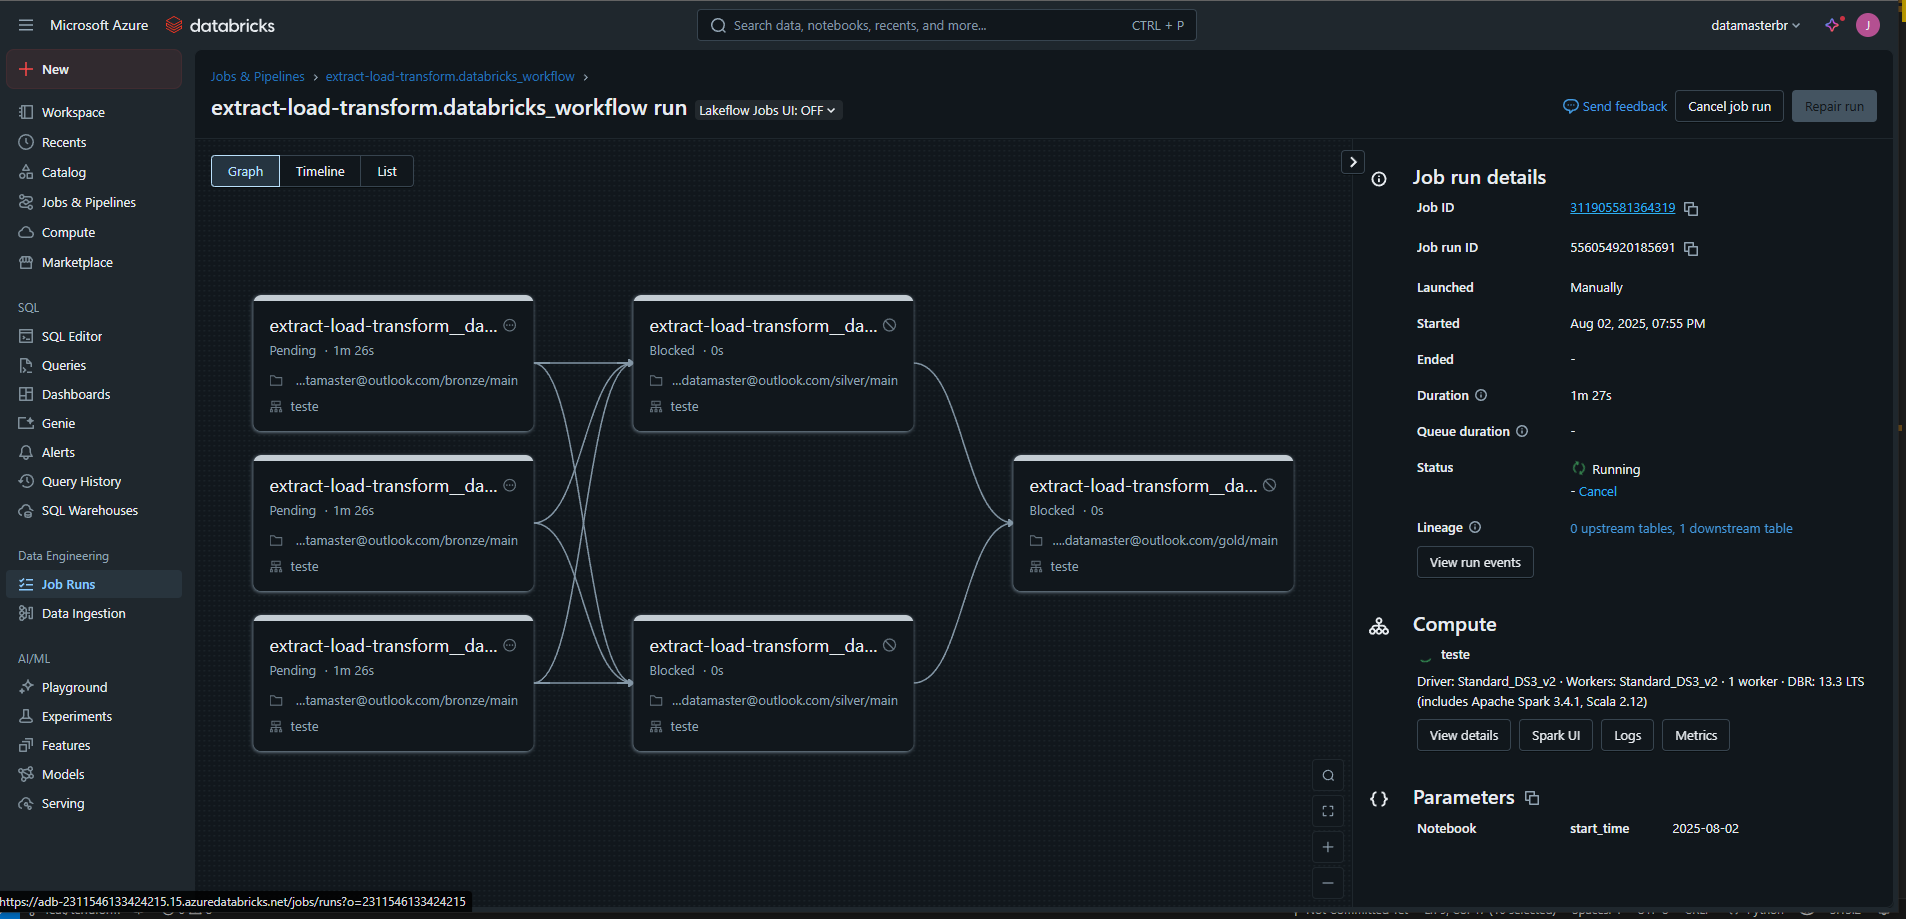 Microsoft Azure
databricks
Search data, notebooks, recents, and more...
CTRL + P
datamasterbr
J
New
Workspace
Recents
Catalog
Jobs & Pipelines
Compute
Marketplace
SQL
SQL Editor
Queries
Dashboards
Genie
Alerts
Query History
SQL Warehouses
Data Engineering
Job Runs
Data Ingestion
AI/ML
Playground
Experiments
Features
Models
Serving
Jobs & Pipelines › extract-load-transform.databricks_workflow ›
extract-load-transform.databricks_workflow run
Lakeflow Jobs UI: OFF
Send feedback
Cancel job run
Repair run
Graph
Timeline
List
extract-load-transform__da...
Pending · 1m 26s
...tamaster@outlook.com/bronze/main
teste
extract-load-transform__da...
Pending · 1m 26s
...tamaster@outlook.com/bronze/main
teste
extract-load-transform__da...
Pending · 1m 26s
...tamaster@outlook.com/bronze/main
teste
extract-load-transform__da...
Blocked · 0s
...datamaster@outlook.com/silver/main
teste
extract-load-transform__da...
Blocked · 0s
...datamaster@outlook.com/silver/main
teste
extract-load-transform__da...
Blocked · 0s
....datamaster@outlook.com/gold/main
teste
Job run details
Job ID 311905581364319
Job run ID 556054920185691
Launched Manually
Started Aug 02, 2025, 07:55 PM
Ended -
Duration 1m 27s
Queue duration -
Status Running
- Cancel
Lineage 0 upstream tables, 1 downstream table
View run events
Compute
teste
Driver: Standard_DS3_v2 · Workers: Standard_DS3_v2 · 1 worker · DBR: 13.3 LTS
(includes Apache Spark 3.4.1, Scala 2.12)
View details
Spark UI
Logs
Metrics
Parameters
Notebook start_time 2025-08-02
https://adb-2311546133424215.15.azuredatabricks.net/jobs/runs?o=2311546133424215